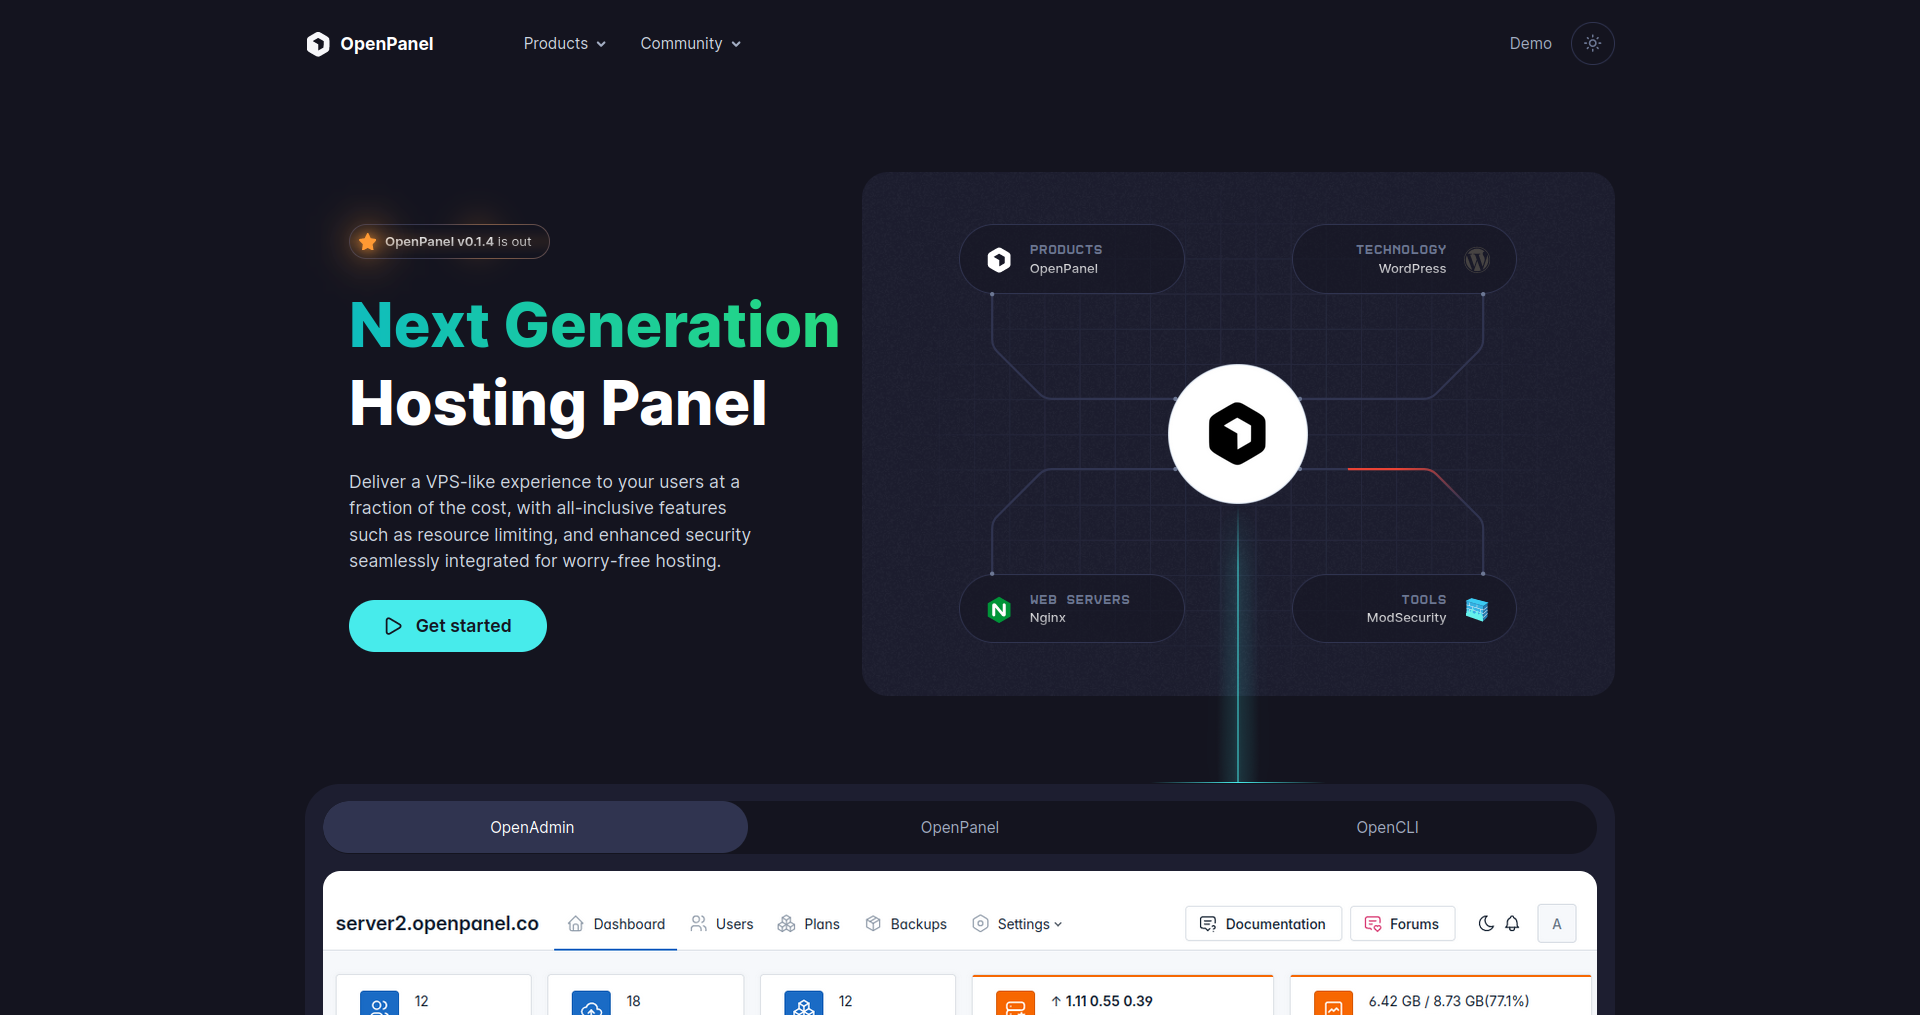 OpenPanel
Products
Community
Demo
OpenPanel v0.1.4 is out
Next Generation
Hosting Panel
Deliver a VPS-like experience to your users at a
fraction of the cost, with all-inclusive features
such as resource limiting, and enhanced security
seamlessly integrated for worry-free hosting.
Get started
PRODUCTS
OpenPanel
TECHNOLOGY
WordPress
WEB SERVERS
Nginx
TOOLS
ModSecurity
OpenAdmin
OpenPanel
OpenCLI
server2.openpanel.co
Dashboard
Users
Plans
Backups
Settings
Documentation
Forums
A
12
18
12
↑ 1.11 0.55 0.39
6.42 GB / 8.73 GB(77.1%)